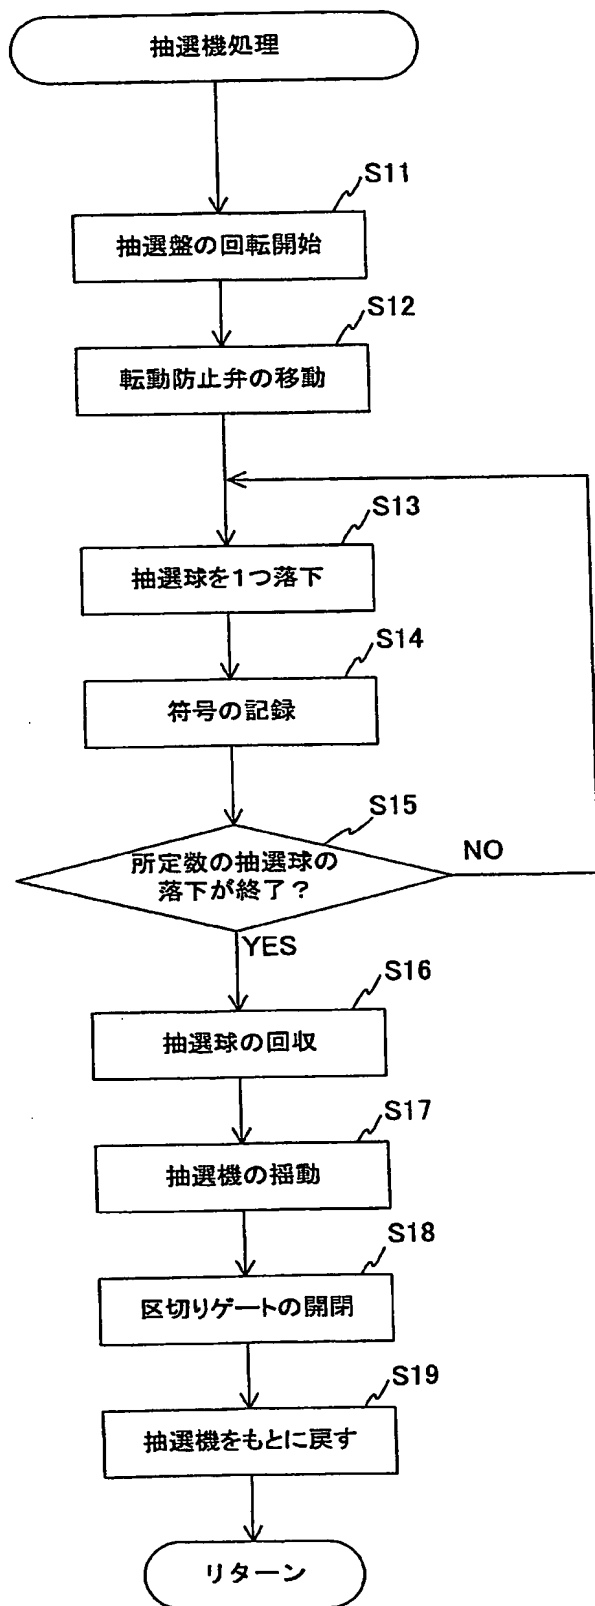 抽選機処理
S11
抽選盤の回転開始
S12
転動防止弁の移動
S13
抽選球を1つ落下
S14
符号の記録
S15
所定数の抽選球の
落下が終了?
NO
YES
S16
抽選球の回収
S17
抽選機の揺動
S18
区切りゲートの開閉
S19
抽選機をもとに戻す
リターン